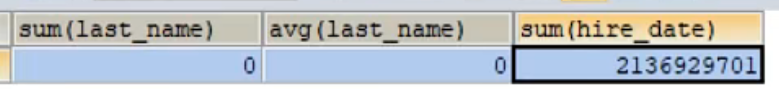 sum(last_name) avg(last_name) sum(hire_date)
0 0 2136929701